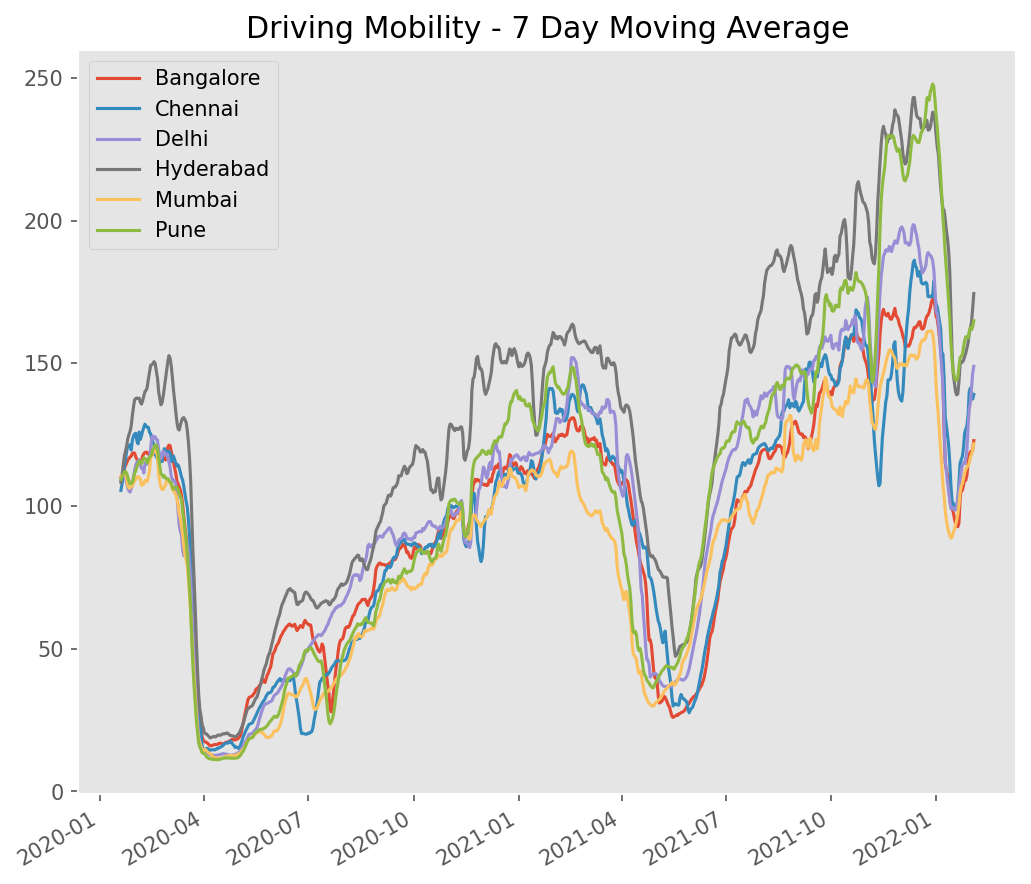 Driving Mobility - 7 Day Moving Average
Bangalore
Chennai
Delhi
Hyderabad
Mumbai
Pune
250
200
150
100
50
0
2020-01
2020-04
2020-07
2020-10
2021-01
2021-04
2021-07
2021-10
2022-01